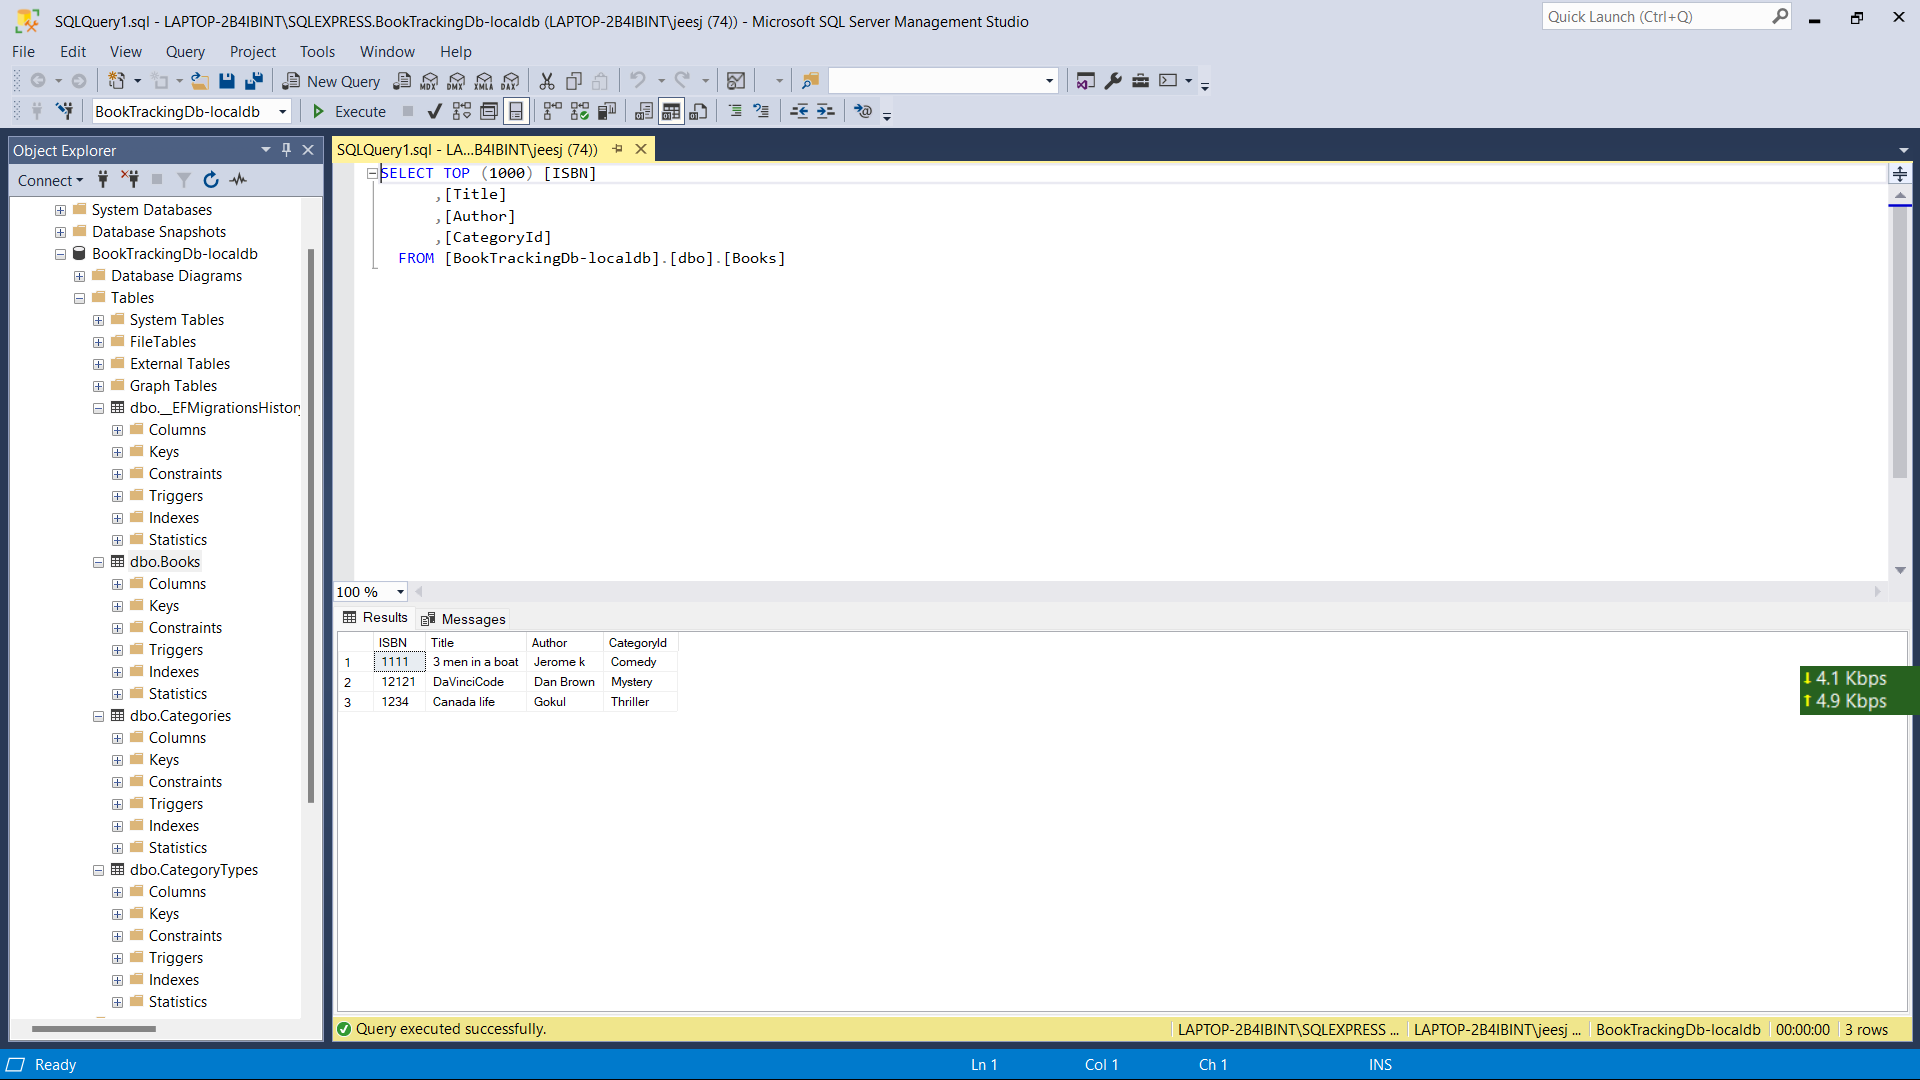 SQLQuery1.sql - LAPTOP-2B4IBINT\SQLEXPRESS.BookTrackingDb-localdb (LAPTOP-2B4IBINT\jeesj (74)) - Microsoft SQL Server Management Studio
Quick Launch (Ctrl+Q)
File Edit View Query Project Tools Window Help
New Query MDX DMX XMLA DAX
BookTrackingDb-localdb Execute
Object Explorer
SQLQuery1.sql - LA...B4IBINT\jeesj (74))
Connect
System Databases
Database Snapshots
BookTrackingDb-localdb
Database Diagrams
Tables
System Tables
FileTables
External Tables
Graph Tables
dbo.__EFMigrationsHistory
Columns
Keys
Constraints
Triggers
Indexes
Statistics
dbo.Books
Columns
Keys
Constraints
Triggers
Indexes
Statistics
dbo.Categories
Columns
Keys
Constraints
Triggers
Indexes
Statistics
dbo.CategoryTypes
Columns
Keys
Constraints
Triggers
Indexes
Statistics
SELECT TOP (1000) [ISBN]
,[Title]
,[Author]
,[CategoryId]
FROM [BookTrackingDb-localdb].[dbo].[Books]
100 %
Results Messages
ISBN Title Author CategoryId
1 1111 3 men in a boat Jerome k Comedy
2 12121 DaVinciCode Dan Brown Mystery
3 1234 Canada life Gokul Thriller
4.1 Kbps
4.9 Kbps
Query executed successfully. LAPTOP-2B4IBINT\SQLEXPRESS ... LAPTOP-2B4IBINT\jeesj ... BookTrackingDb-localdb 00:00:00 3 rows
Ready Ln 1 Col 1 Ch 1 INS